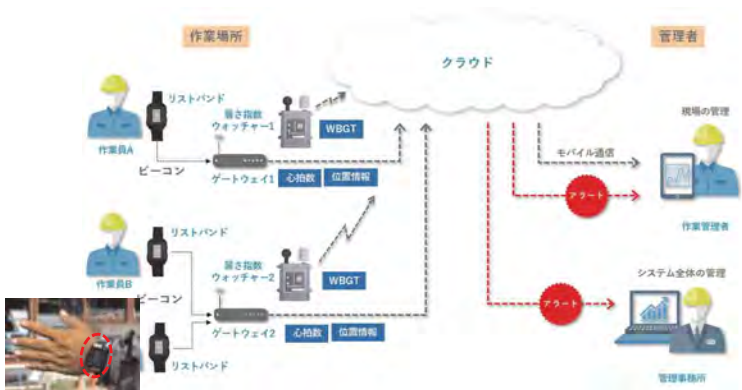 作業場所
管理者
クラウド
リストバンド
暑さ指数
ウォッチャー1
WBGT
作業員A
ビーコン
ゲートウェイ1
心拍数
位置情報
現場の管理
モバイル通信
アラート
作業管理者
リストバンド
暑さ指数
ウォッチャー2
WBGT
作業員B
ビーコン
ゲートウェイ2
心拍数
位置情報
リストバンド
システム全体の管理
アラート
管理事務所